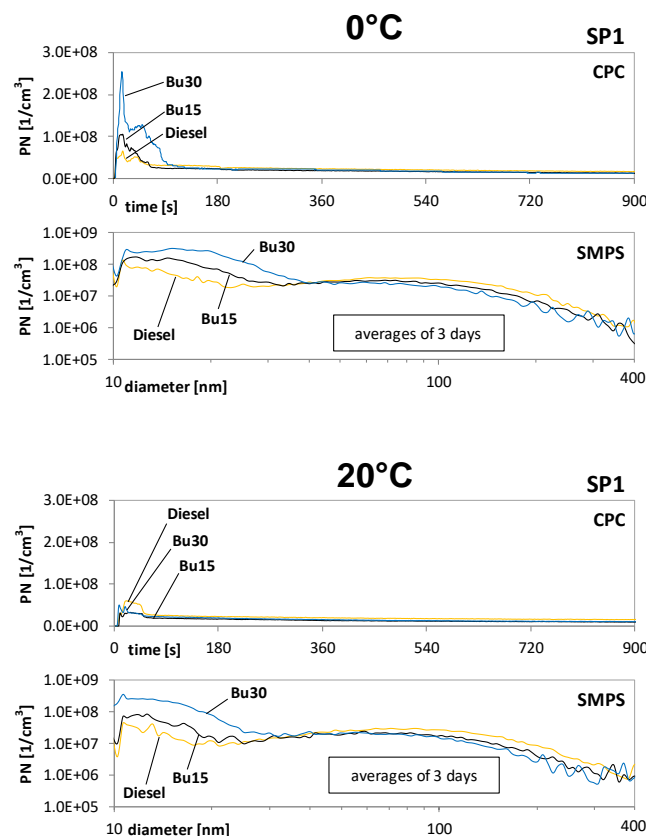 0°C
SP1
CPC
PN [1/cm³]
3.0E+08
2.0E+08
1.0E+08
0.0E+00
Bu30
Bu15
Diesel
0 180 360 540 720 900
time [s]
SMPS
PN [1/cm³]
1.0E+09
1.0E+08
1.0E+07
1.0E+06
1.0E+05
Bu30
Bu15
Diesel
averages of 3 days
10 100 400
diameter [nm]
20°C
SP1
CPC
PN [1/cm³]
3.0E+08
2.0E+08
1.0E+08
0.0E+00
Diesel
Bu30
Bu15
0 180 360 540 720 900
time [s]
SMPS
PN [1/cm³]
1.0E+09
1.0E+08
1.0E+07
1.0E+06
1.0E+05
Bu30
Bu15
Diesel
averages of 3 days
10 100 400
diameter [nm]